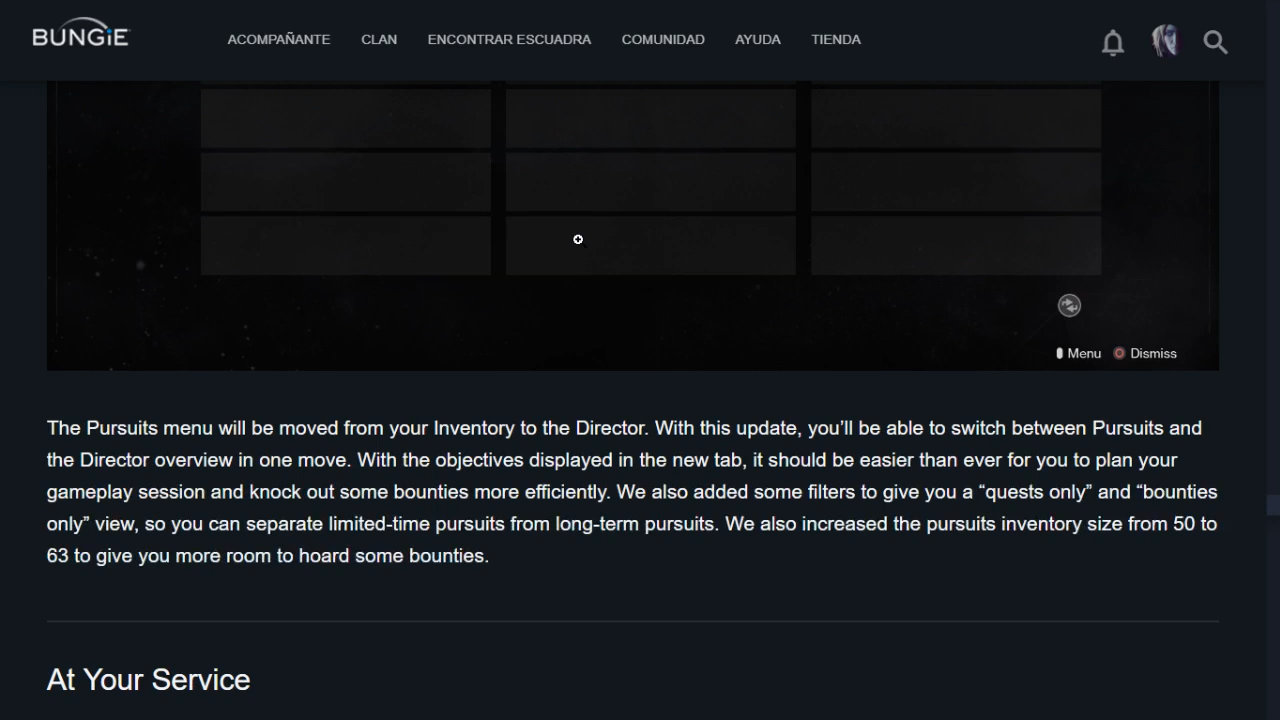 BUNGiE
ACOMPAÑANTE CLAN ENCONTRAR ESCUADRA COMUNIDAD AYUDA TIENDA
Menu Dismiss
The Pursuits menu will be moved from your Inventory to the Director. With this update, you’ll be able to switch between Pursuits and
the Director overview in one move. With the objectives displayed in the new tab, it should be easier than ever for you to plan your
gameplay session and knock out some bounties more efficiently. We also added some filters to give you a “quests only” and “bounties
only” view, so you can separate limited-time pursuits from long-term pursuits. We also increased the pursuits inventory size from 50 to
63 to give you more room to hoard some bounties.
At Your Service